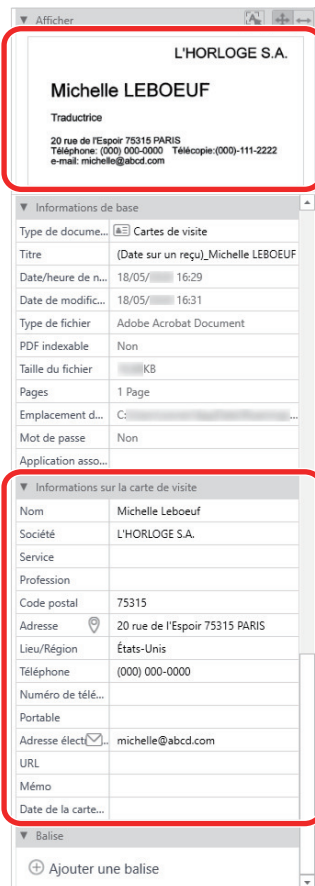 Afficher
L'HORLOGE S.A.
Michelle LEBOEUF
Traductrice
20 rue de l'Espoir 75315 PARIS
Téléphone: (000) 000-0000 Télécopie:(000)-111-2222
e-mail: michelle@abcd.com
Informations de base
Type de docume... Cartes de visite
Titre (Date sur un reçu)_Michelle LEBOEUF
Date/heure de n... 18/05/ 16:29
Date de modific... 18/05/ 16:31
Type de fichier Adobe Acrobat Document
PDF indexable Non
Taille du fichier KB
Pages 1 Page
Emplacement d... C: ...
Mot de passe Non
Application asso...
Informations sur la carte de visite
Nom Michelle Leboeuf
Société L'HORLOGE S.A.
Service
Profession
Code postal 75315
Adresse 20 rue de l'Espoir 75315 PARIS
Lieu/Région États-Unis
Téléphone (000) 000-0000
Numéro de télé...
Portable
Adresse élect... michelle@abcd.com
URL
Mémo
Date de la carte...
Balise
Ajouter une balise